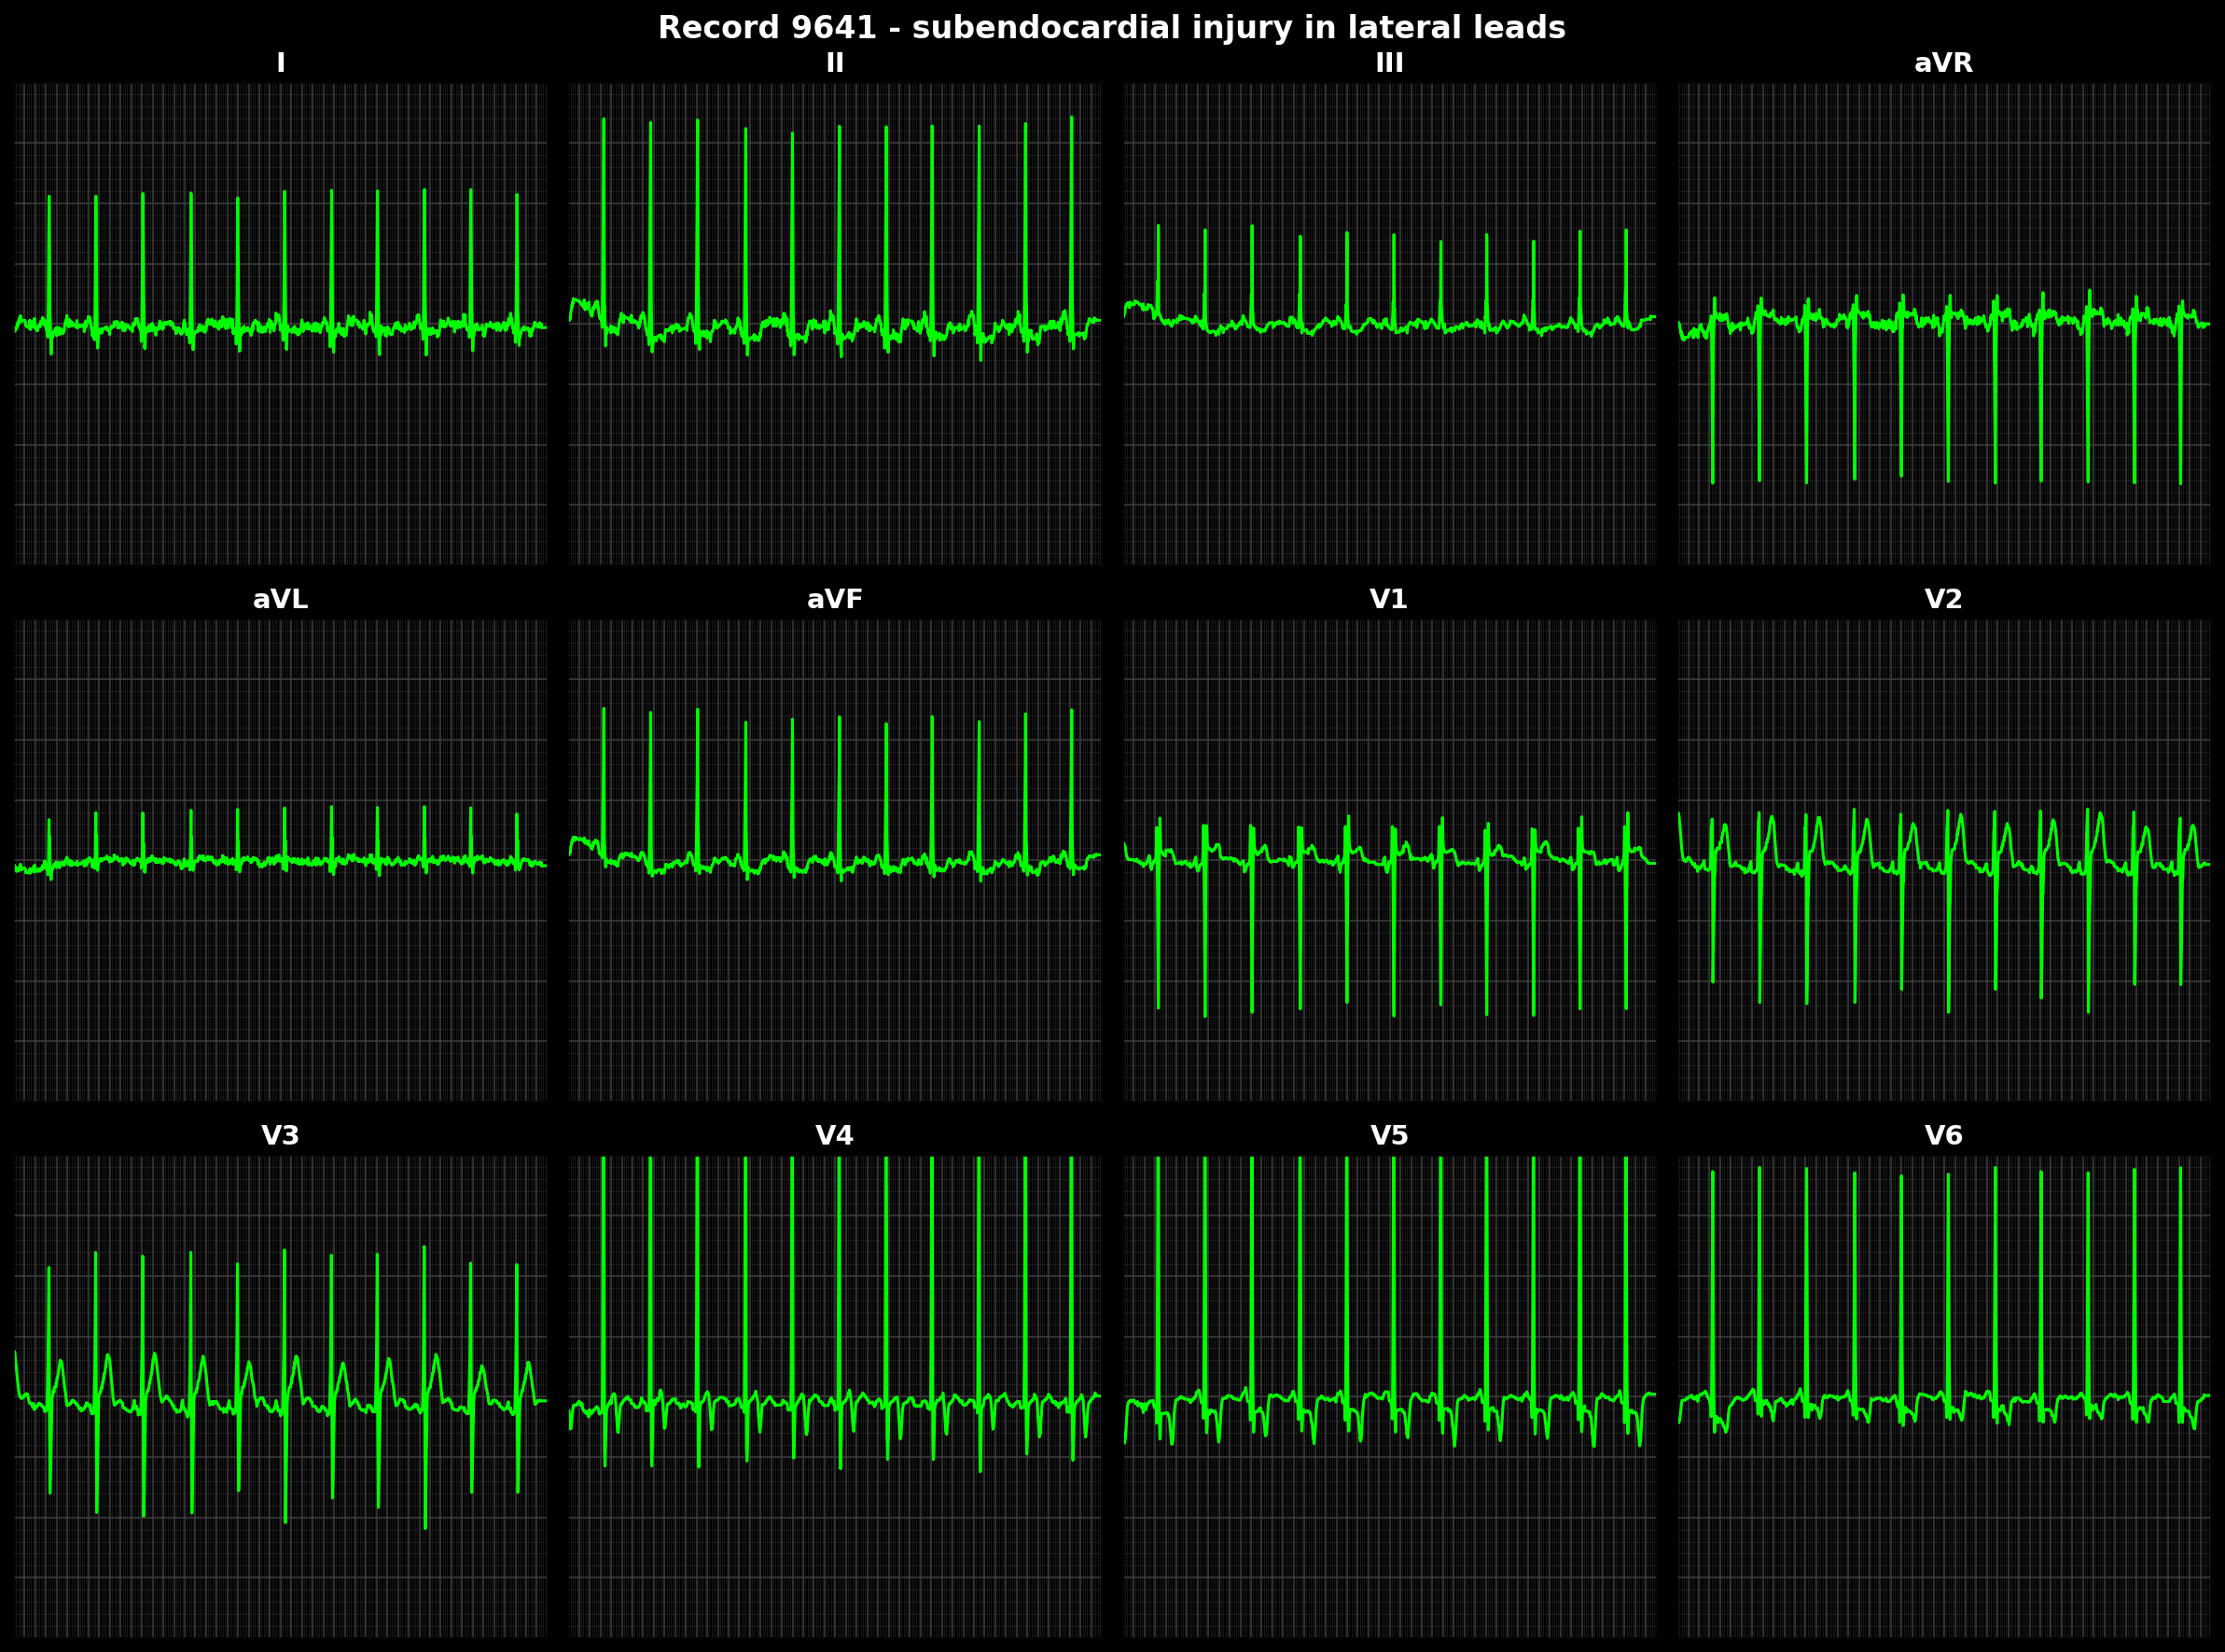 Record 9641 - subendocardial injury in lateral leads
I
II
III
aVR
aVL
aVF
V1
V2
V3
V4
V5
V6